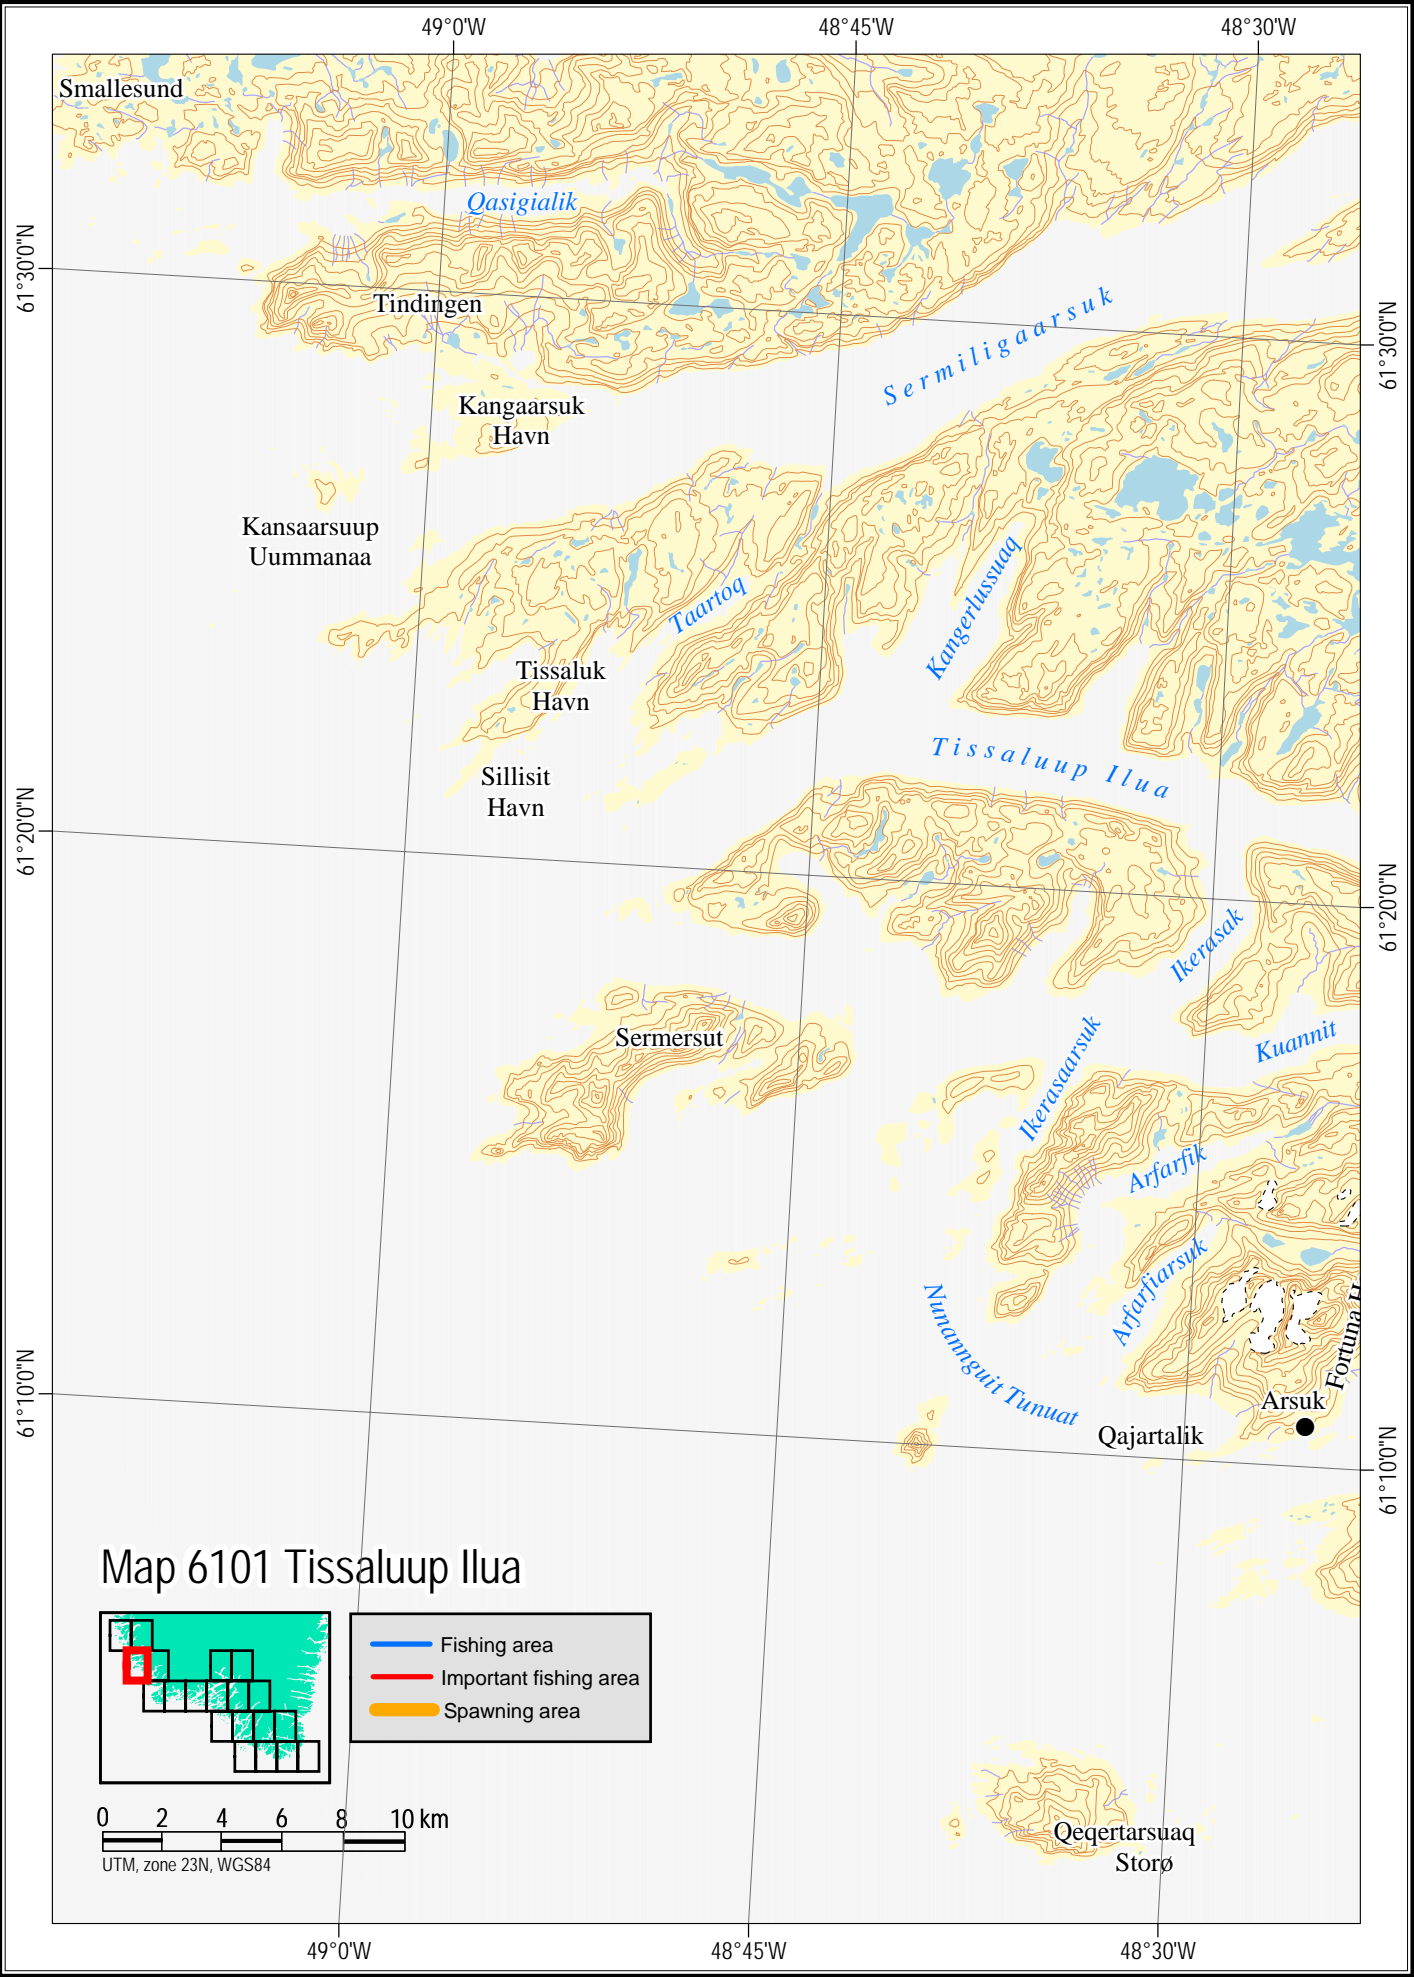 49°0'W
48°45'W
48°30'W
Smallesund
Qasigialik
61°30'0"N
Tindingen
Sermiligaarsuk
61°30'0"N
Kangaarsuk
Havn
Kansaarsuup
Uummanaa
Taartoq
Kangerlussuaq
Tissaluk
Havn
Tissaluup Ilua
Sillisit
Havn
61°20'0"N
61°20'0"N
Ikerasak
Sermersut
Ikerasaarsuk
Kuannit
Arfarfik
Arfarfiarsuk
Nunannguit Tunuat
Fortuna H
61°10'0"N
Arsuk
Qajartalik
61°10'0"N
Map 6101 Tissaluup Ilua
Fishing area
Important fishing area
Spawning area
0 2 4 6 8 10 km
UTM, zone 23N, WGS84
Qeqertarsuaq
Storø
49°0'W
48°45'W
48°30'W